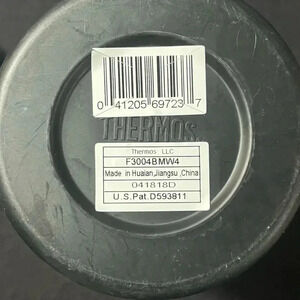 0 41205 69723 7
THERMOS.
Thermos LLC
F3004BMW4
Made in Huaian,Jiangsu ,China
041818D
U.S.Pat.D593811